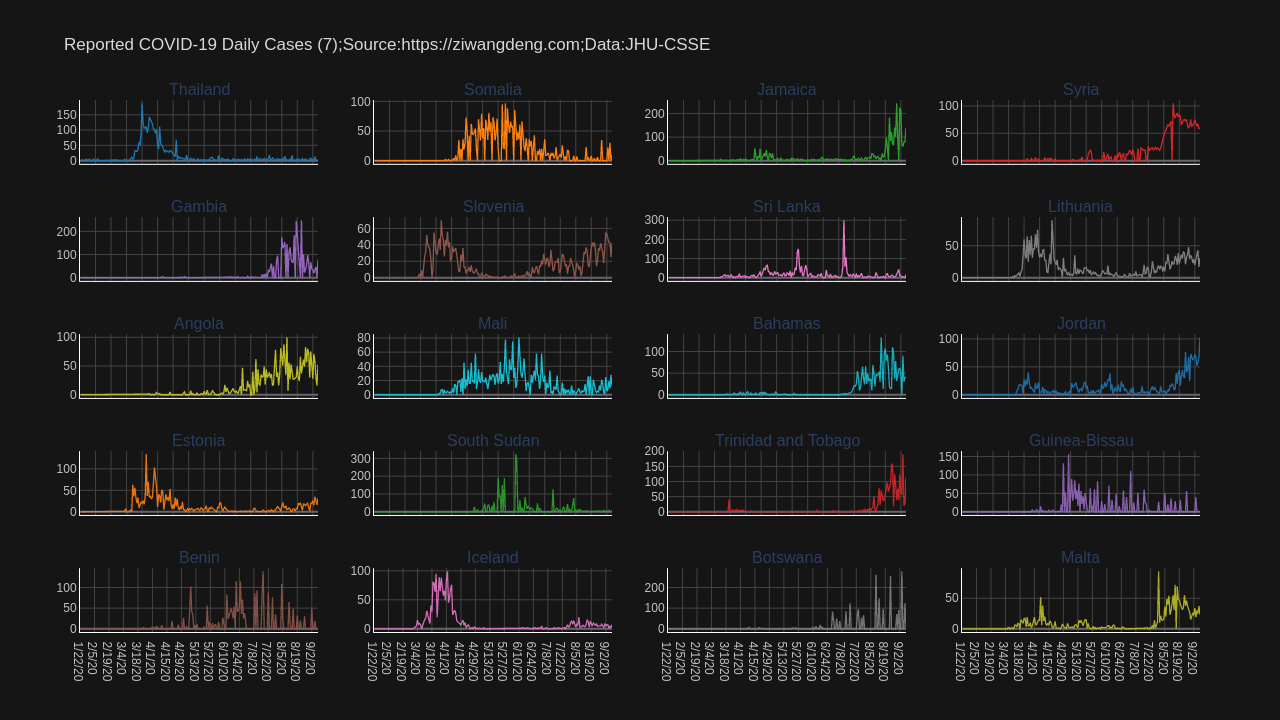 Reported COVID-19 Daily Cases (7);Source:https://ziwangdeng.com;Data:JHU-CSSE
Thailand Somalia Jamaica Syria
150 100 50 0
100 50 0
200 100 0
100 50 0
Gambia Slovenia Sri Lanka Lithuania
200 100 0
60 40 20 0
300 200 100 0
50 0
Angola Mali Bahamas Jordan
100 50 0
80 60 40 20 0
100 50 0
100 50 0
Estonia South Sudan Trinidad and Tobago Guinea-Bissau
100 50 0
300 200 100 0
200 150 100 50 0
150 100 50 0
Benin Iceland Botswana Malta
100 50 0
100 50 0
200 100 0
50 0
1/22/20 2/5/20 2/19/20 3/4/20 3/18/20 4/1/20 4/15/20 4/29/20 5/13/20 5/27/20 6/10/20 6/24/20 7/8/20 7/22/20 8/5/20 8/19/20 9/2/20
1/22/20 2/5/20 2/19/20 3/4/20 3/18/20 4/1/20 4/15/20 4/29/20 5/13/20 5/27/20 6/10/20 6/24/20 7/8/20 7/22/20 8/5/20 8/19/20 9/2/20
1/22/20 2/5/20 2/19/20 3/4/20 3/18/20 4/1/20 4/15/20 4/29/20 5/13/20 5/27/20 6/10/20 6/24/20 7/8/20 7/22/20 8/5/20 8/19/20 9/2/20
1/22/20 2/5/20 2/19/20 3/4/20 3/18/20 4/1/20 4/15/20 4/29/20 5/13/20 5/27/20 6/10/20 6/24/20 7/8/20 7/22/20 8/5/20 8/19/20 9/2/20